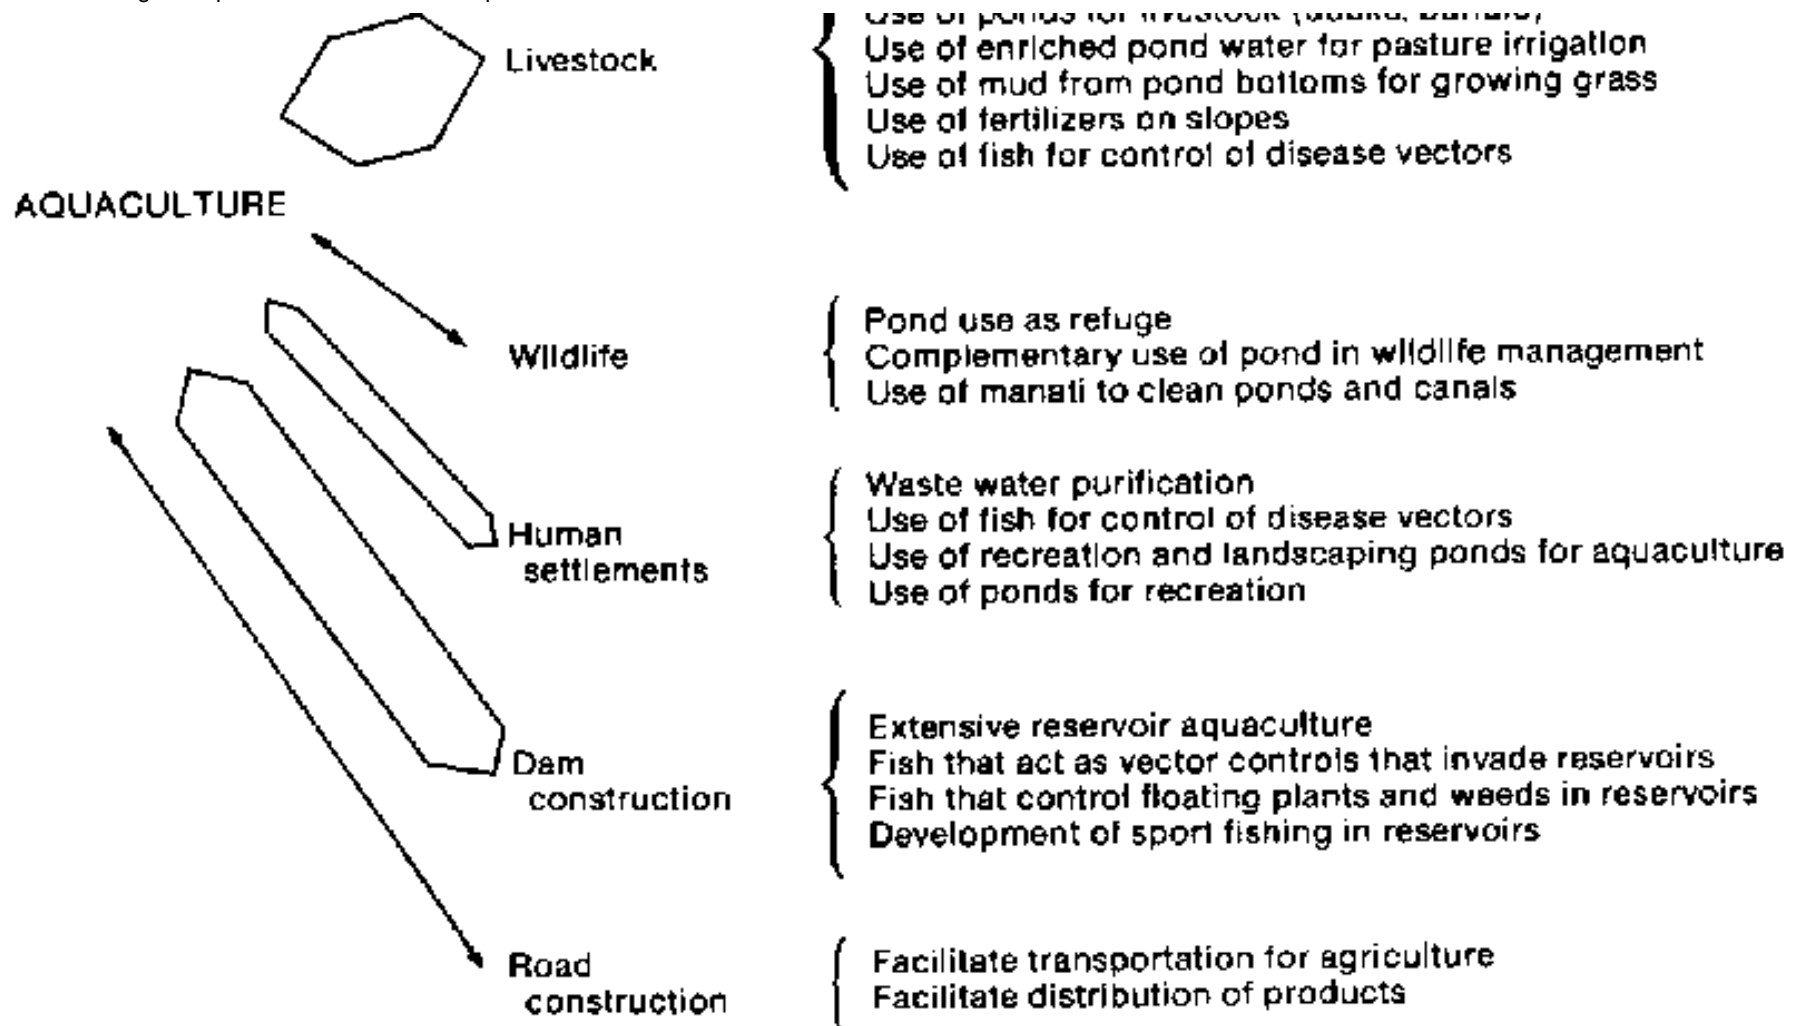 Livestock
Use of ponds for livestock
Use of enriched pond water for pasture irrigation
Use of mud from pond bottoms for growing grass
Use of fertilizers on slopes
Use of fish for control of disease vectors
AQUACULTURE
Wildlife
Pond use as refuge
Complementary use of pond in wildlife management
Use of manati to clean ponds and canals
Human
settlements
Waste water purification
Use of fish for control of disease vectors
Use of recreation and landscaping ponds for aquaculture
Use of ponds for recreation
Dam
construction
Extensive reservoir aquaculture
Fish that act as vector controls that invade reservoirs
Fish that control floating plants and weeds in reservoirs
Development of sport fishing in reservoirs
Road
construction
Facilitate transportation for agriculture
Facilitate distribution of products